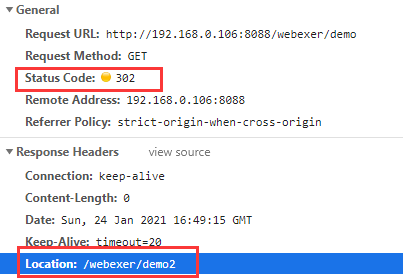 General
Request URL: http://192.168.0.106:8088/webexer/demo
Request Method: GET
Status Code: 302
Remote Address: 192.168.0.106:8088
Referrer Policy: strict-origin-when-cross-origin
Response Headers view source
Connection: keep-alive
Content-Length: 0
Date: Sun, 24 Jan 2021 16:49:15 GMT
Keep-Alive: timeout=20
Location: /webexer/demo2